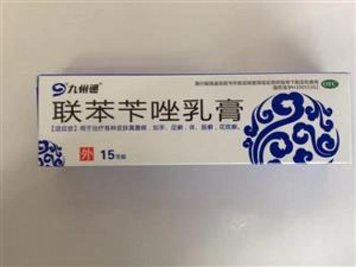 九州通
OTC
联苯苄唑乳膏
【适应症】用于治疗各种皮肤真菌病，如手、足癣，体、股癣，花斑癣。
外
15克/支